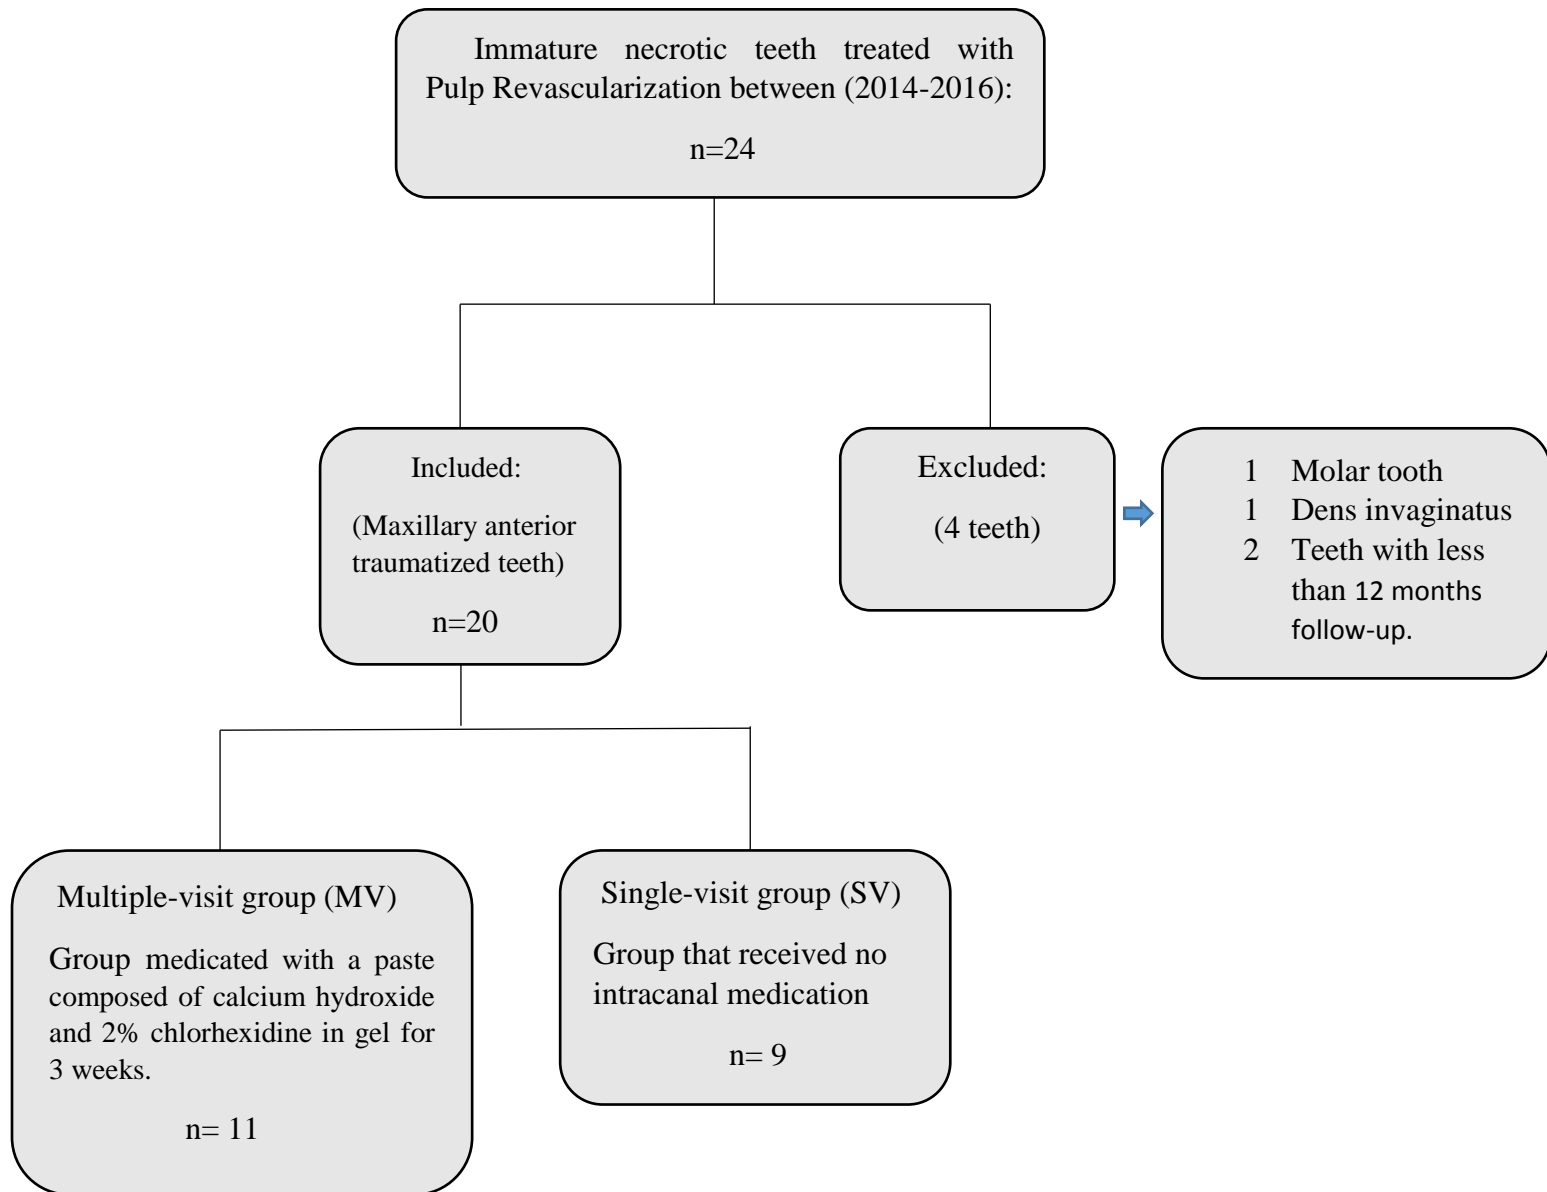 Immature necrotic teeth treated with
Pulp Revascularization between (2014-2016):
n=24
Included:
(Maxillary anterior
traumatized teeth)
n=20
Excluded:
(4 teeth)
1 Molar tooth
1 Dens invaginatus
2 Teeth with less
than 12 months
follow-up.
Multiple-visit group (MV)
Group medicated with a paste
composed of calcium hydroxide
and 2% chlorhexidine in gel for
3 weeks.
n= 11
Single-visit group (SV)
Group that received no
intracanal medication
n= 9